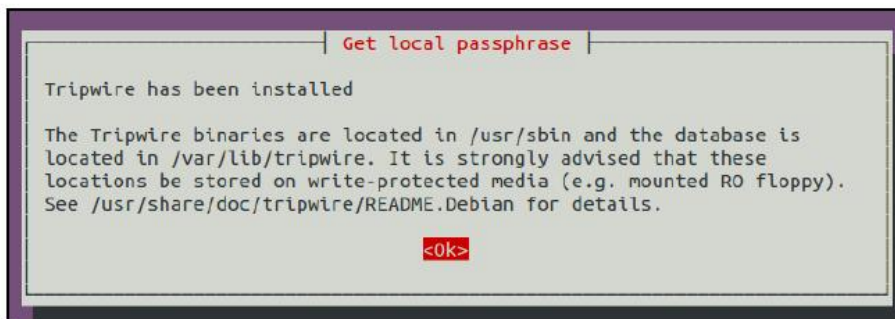 Get local passphrase
Tripwire has been installed
The Tripwire binaries are located in /usr/sbin and the database is
located in /var/lib/tripwire. It is strongly advised that these
locations be stored on write-protected media (e.g. mounted RO floppy).
See /usr/share/doc/tripwire/README.Debian for details.
<Ok>